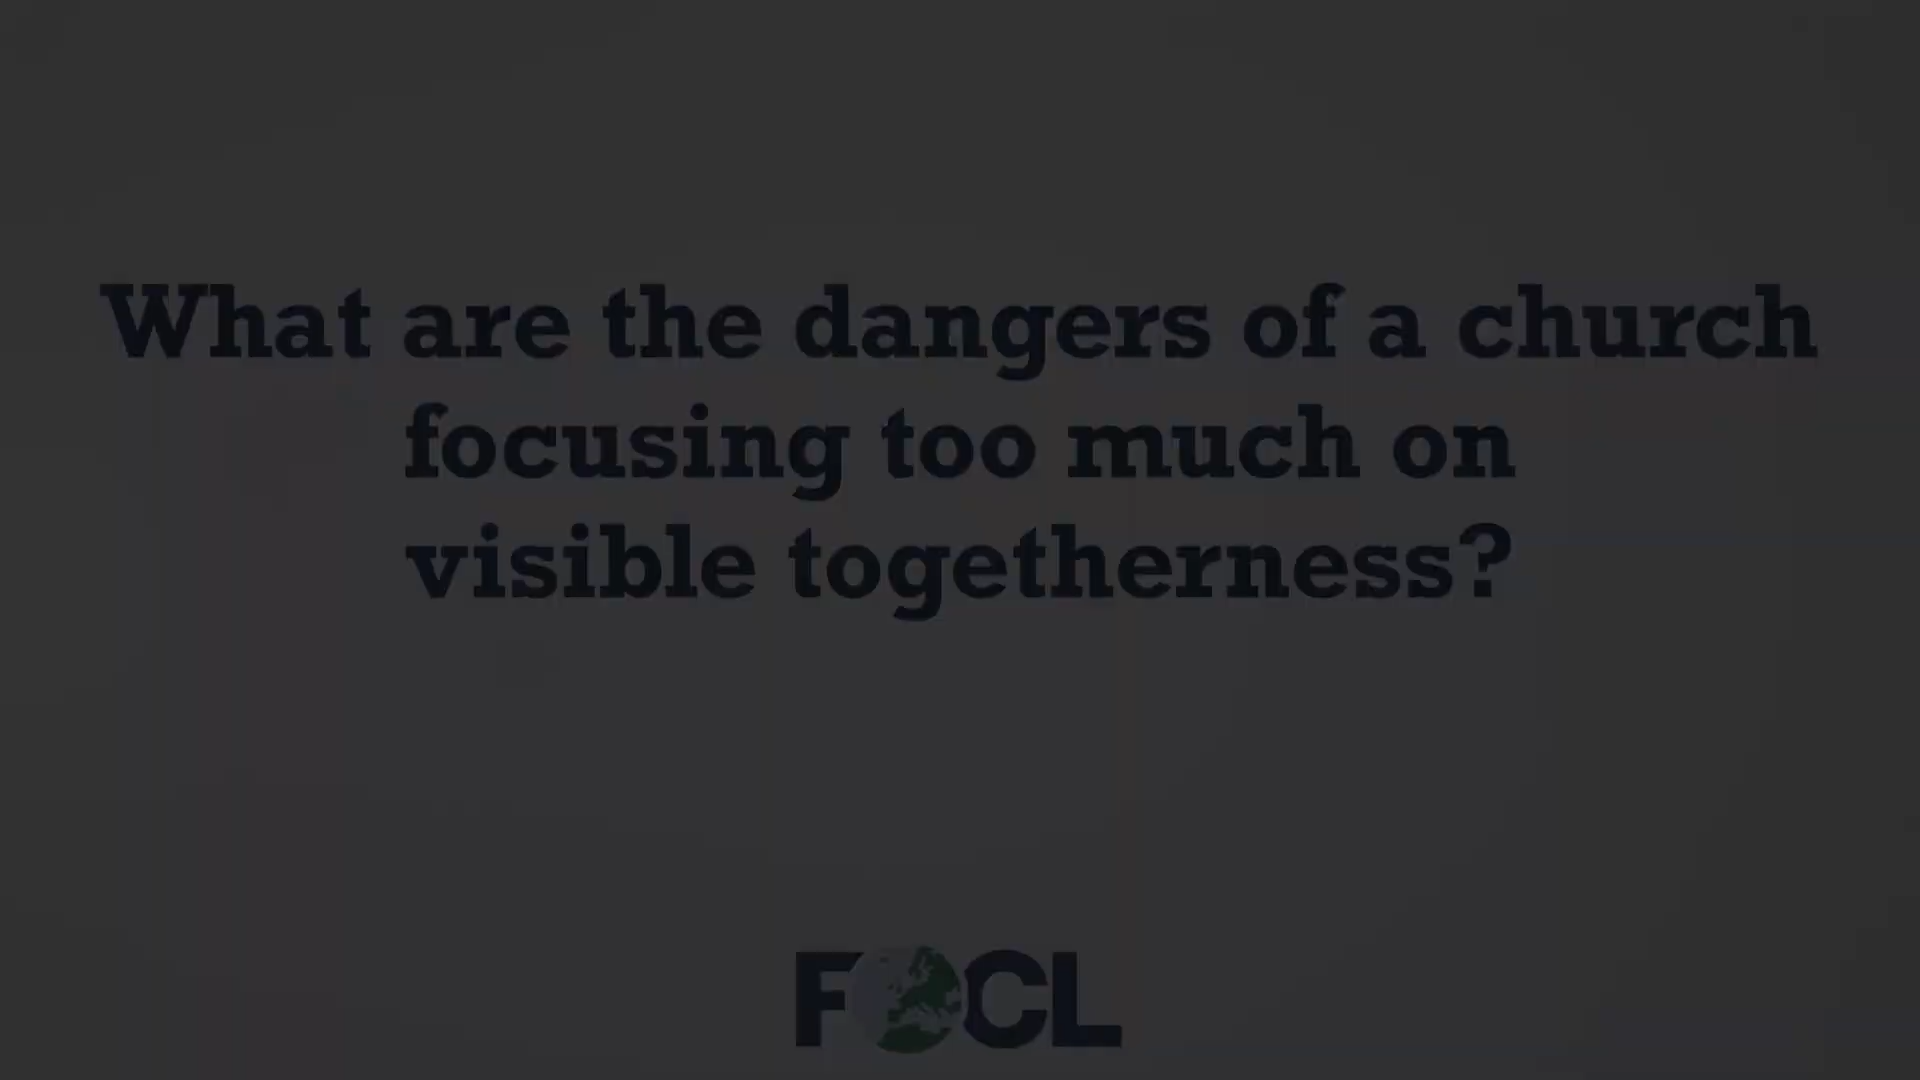 What are the dangers of a church
focusing too much on
visible togetherness?
FOCL